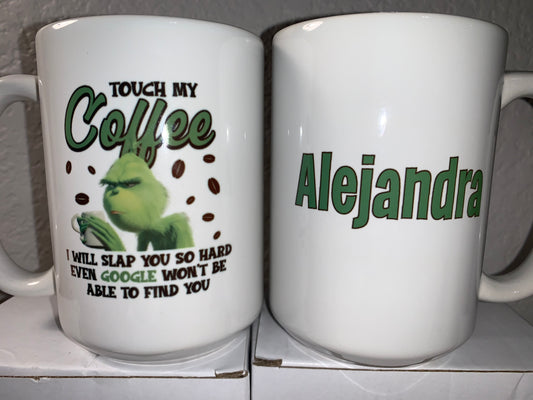 TOUCH MY
Coffee
I WILL SLAP YOU SO HARD
EVEN GOOGLE WON'T BE
ABLE TO FIND YOU
Alejandra